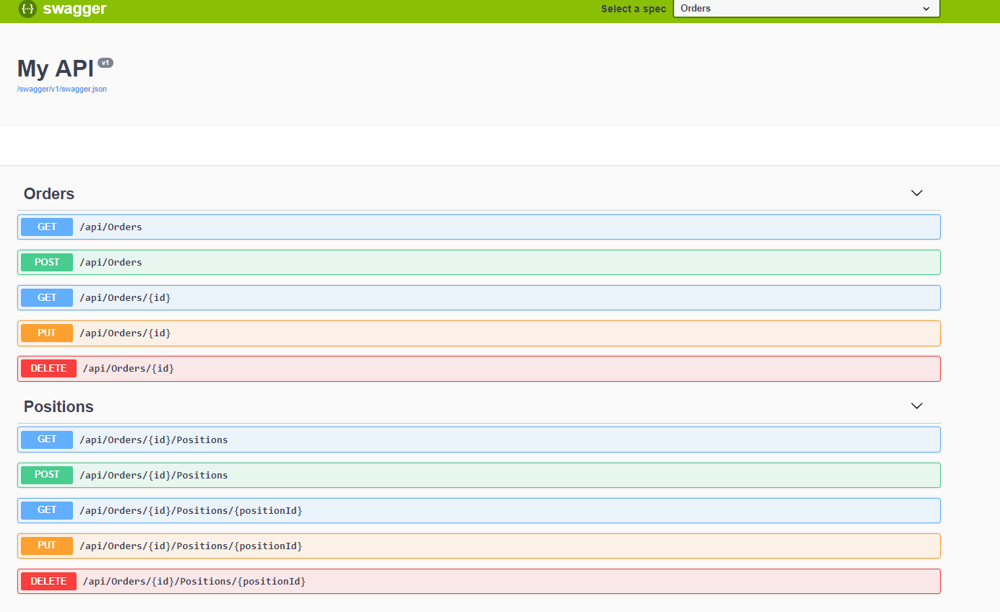 {···} swagger Select a spec Orders
My API v1
/swagger/v1/swagger.json
Orders
GET /api/Orders
POST /api/Orders
GET /api/Orders/{id}
PUT /api/Orders/{id}
DELETE /api/Orders/{id}
Positions
GET /api/Orders/{id}/Positions
POST /api/Orders/{id}/Positions
GET /api/Orders/{id}/Positions/{positionId}
PUT /api/Orders/{id}/Positions/{positionId}
DELETE /api/Orders/{id}/Positions/{positionId}